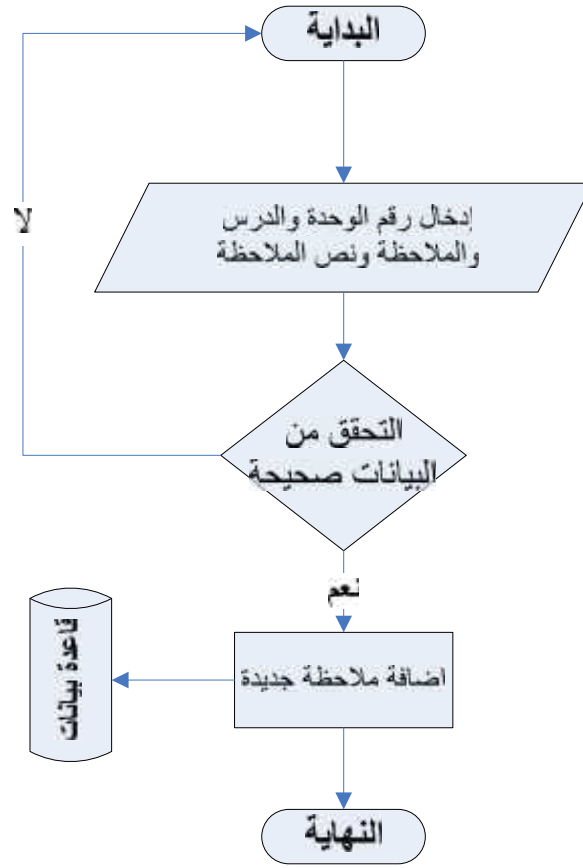 البداية
إدخال رقم الوحدة والدرس
والملاحظة ونص الملاحظة
لا
التحقق من
البيانات صحيحة
نعم
اضافة ملاحظة جديدة
قاعدة بيانات
النهاية